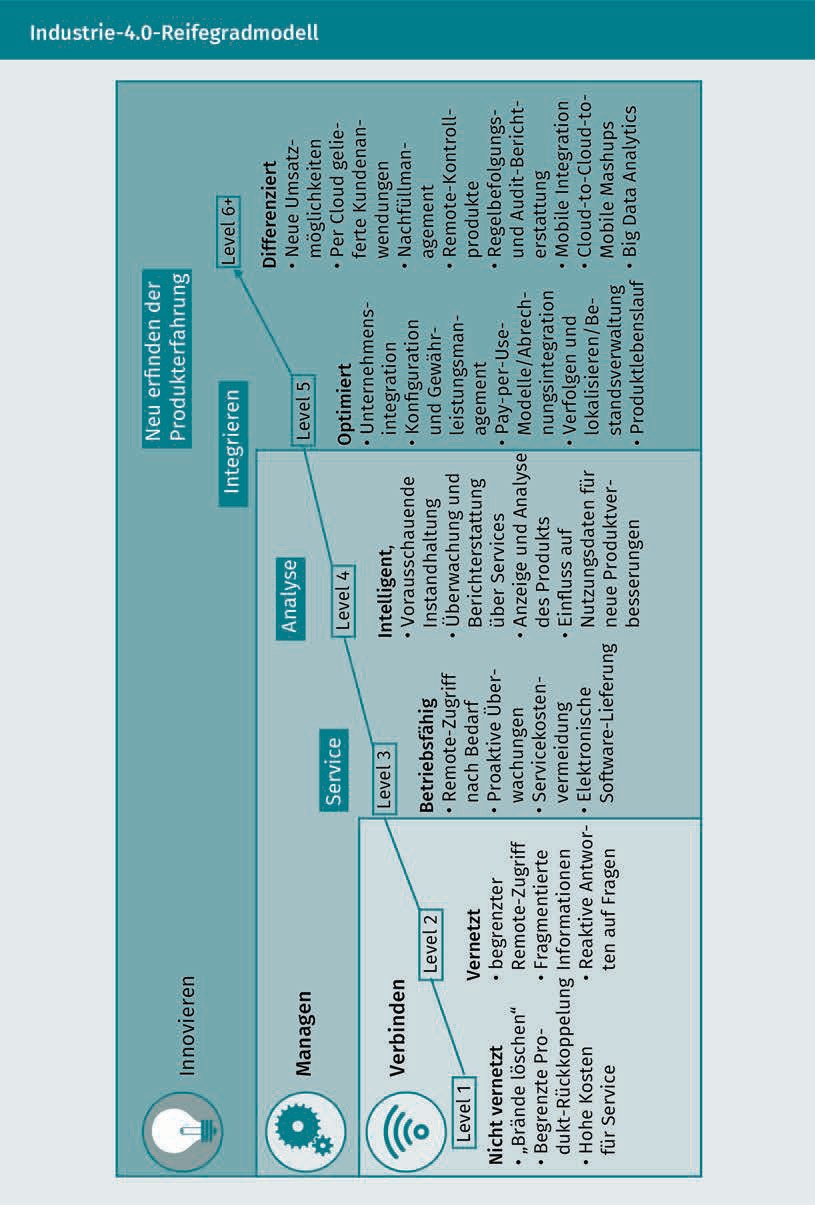 Industrie-4.0-Reifegradmodell
Innovieren
Managen
Verbinden
Neu erfinden der
Produkterfahrung
Integrieren
Analyse
Service
Level 1
Nicht vernetzt
• „Brände löschen“
• Begrenzte Pro-
dukt-Rückkoppelung
• Hohe Kosten
für Service
Level 2
Vernetzt
• begrenzter
Remote-Zugriff
• Fragmentierte
Informationen
• Reaktive Antwor-
ten auf Fragen
Level 3
Betriebsfähig
• Remote-Zugriff
nach Bedarf
• Proaktive Über-
wachungen
• Servicekosten-
vermeidung
• Elektronische
Software-Lieferung
Level 4
Intelligent,
• Vorausschauende
Instandhaltung
• Überwachung und
Berichterstattung
über Services
• Anzeige und Analyse
des Produkts
• Einfluss auf
Nutzungsdaten für
neue Produktver-
besserungen
Level 5
Optimiert
• Unternehmens-
integration
• Konfiguration
und Gewähr-
leistungsman-
agement
• Pay-per-Use-
Modelle/Abrech-
nungsintegration
• Verfolgen und
lokalisieren/Be-
standsverwaltung
• Produktlebenslauf
Level 6+
Differenziert
• Neue Umsatz-
möglichkeiten
• Per Cloud gelie-
ferte Kundenan-
wendungen
• Nachfüllman-
agement
• Remote-Kontroll-
produkte
• Regelbefolgungs-
und Audit-Bericht-
erstattung
• Mobile Integration
• Cloud-to-Cloud-to-
Mobile Mashups
• Big Data Analytics